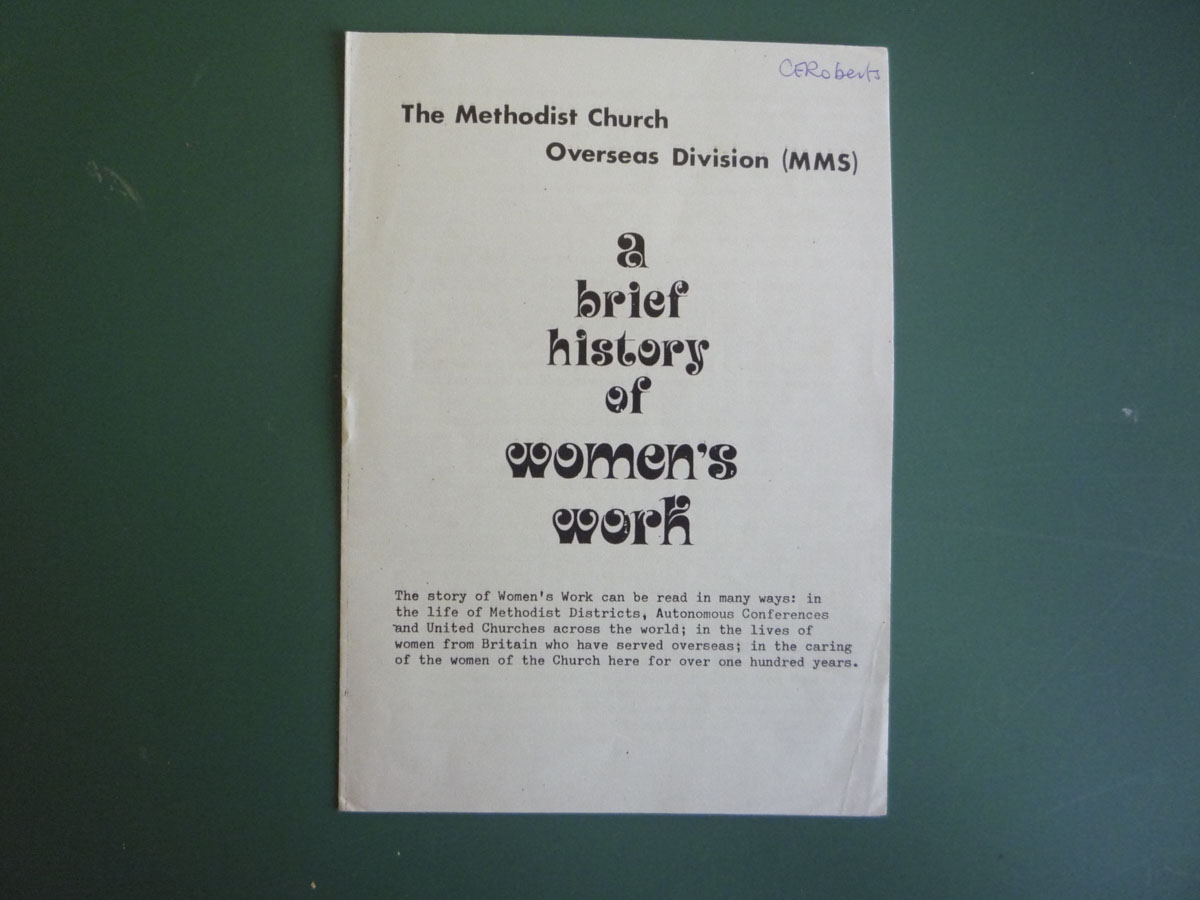 CERoberts
The Methodist Church
Overseas Division (MMS)
a
brief
history
of
women's
work
The story of Women's Work can be read in many ways: in
the life of Methodist Districts, Autonomous Conferences
and United Churches across the world; in the lives of
women from Britain who have served overseas; in the caring
of the women of the Church here for over one hundred years.